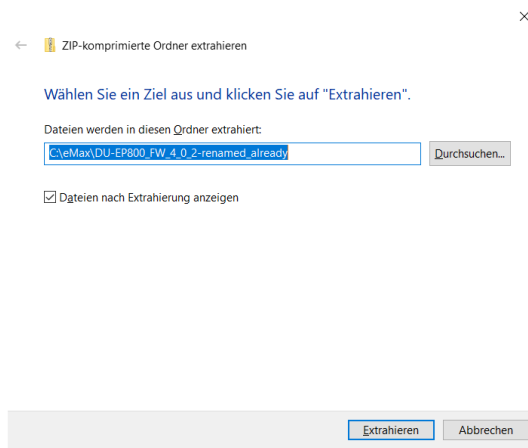 ZIP-komprimierte Ordner extrahieren
Wählen Sie ein Ziel aus und klicken Sie auf "Extrahieren".
Dateien werden in diesen Ordner extrahiert:
C:\eMax\DU-EP800_FW_4_0_2-renamed_already
Durchsuchen...
Dateien nach Extrahierung anzeigen
Extrahieren
Abbrechen